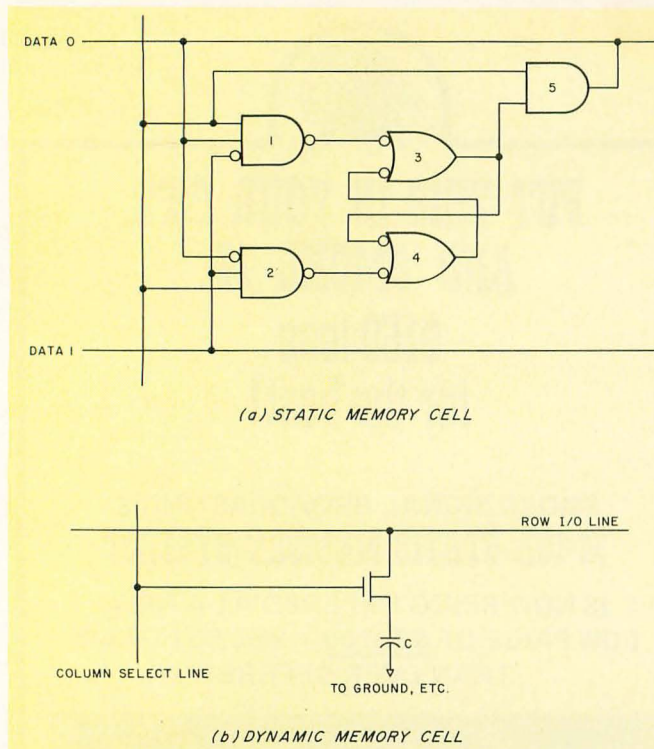 DATA 0
5
1
3
2
4
DATA 1
(a) STATIC MEMORY CELL
ROW I/O LINE
C
COLUMN SELECT LINE
TO GROUND, ETC.
(b) DYNAMIC MEMORY CELL